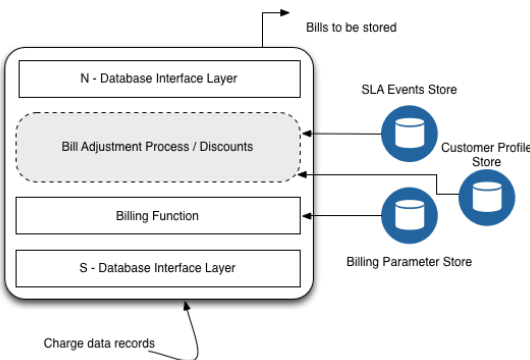 Bills to be stored
N - Database Interface Layer
SLA Events Store
Bill Adjustment Process / Discounts
Customer Profile
Store
Billing Function
Billing Parameter Store
S - Database Interface Layer
Charge data records